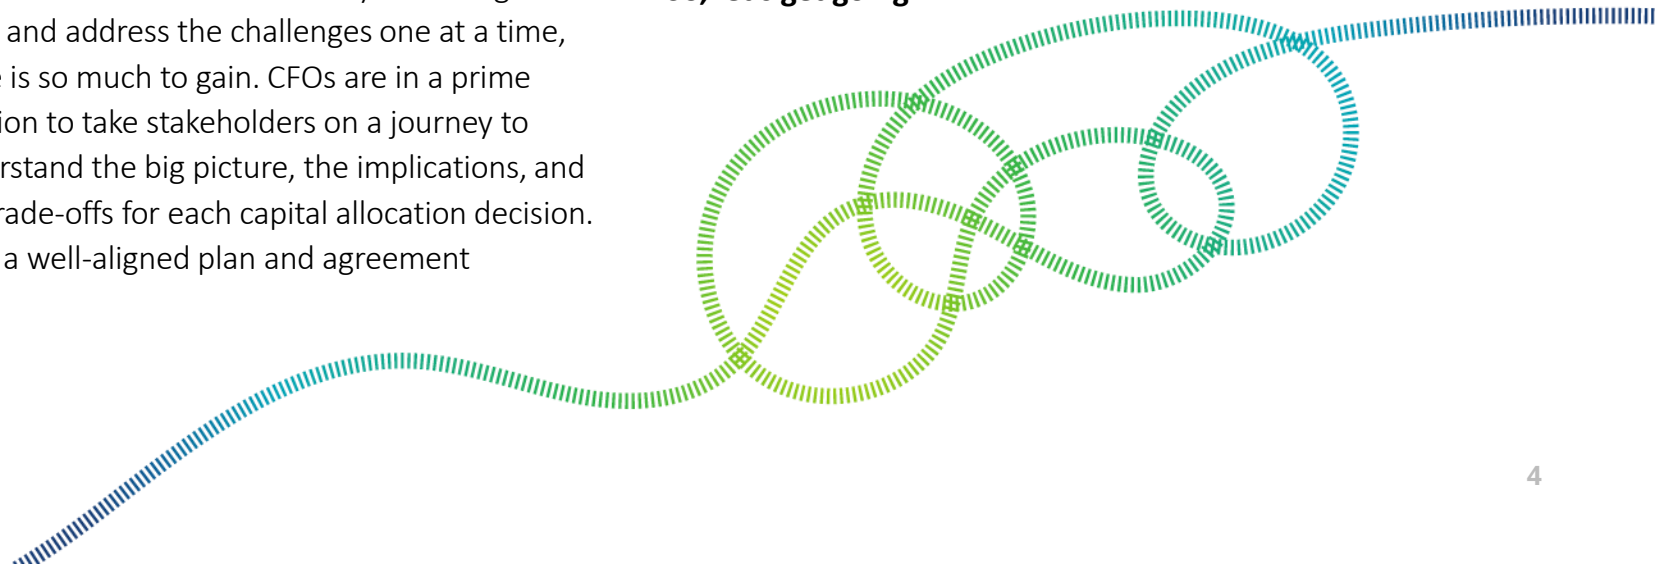 and address the challenges one at a time,
is so much to gain. CFOs are in a prime
ion to take stakeholders on a journey to
rstand the big picture, the implications, and
rade-offs for each capital allocation decision.
a well-aligned plan and agreement
4